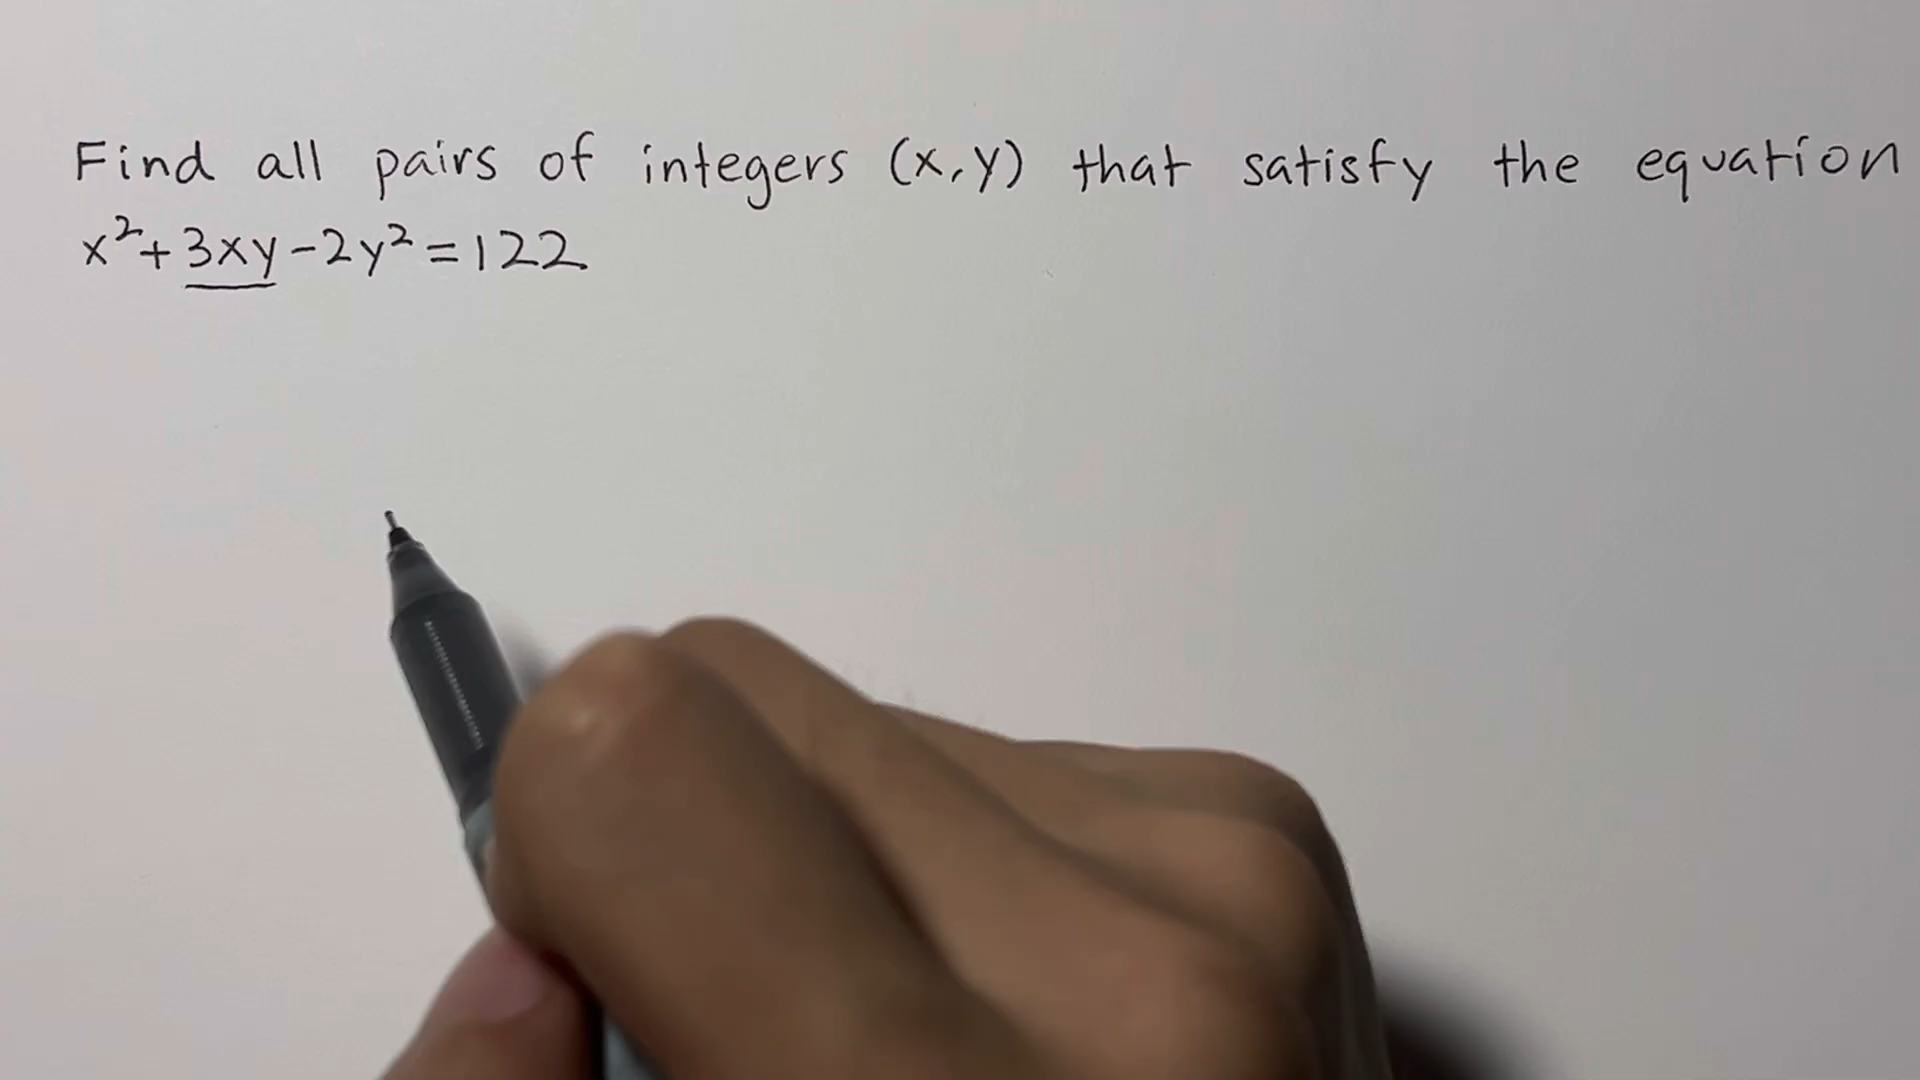 Find all pairs of integers (x,y) that satisfy the equation
x²+3xy-2y²=122